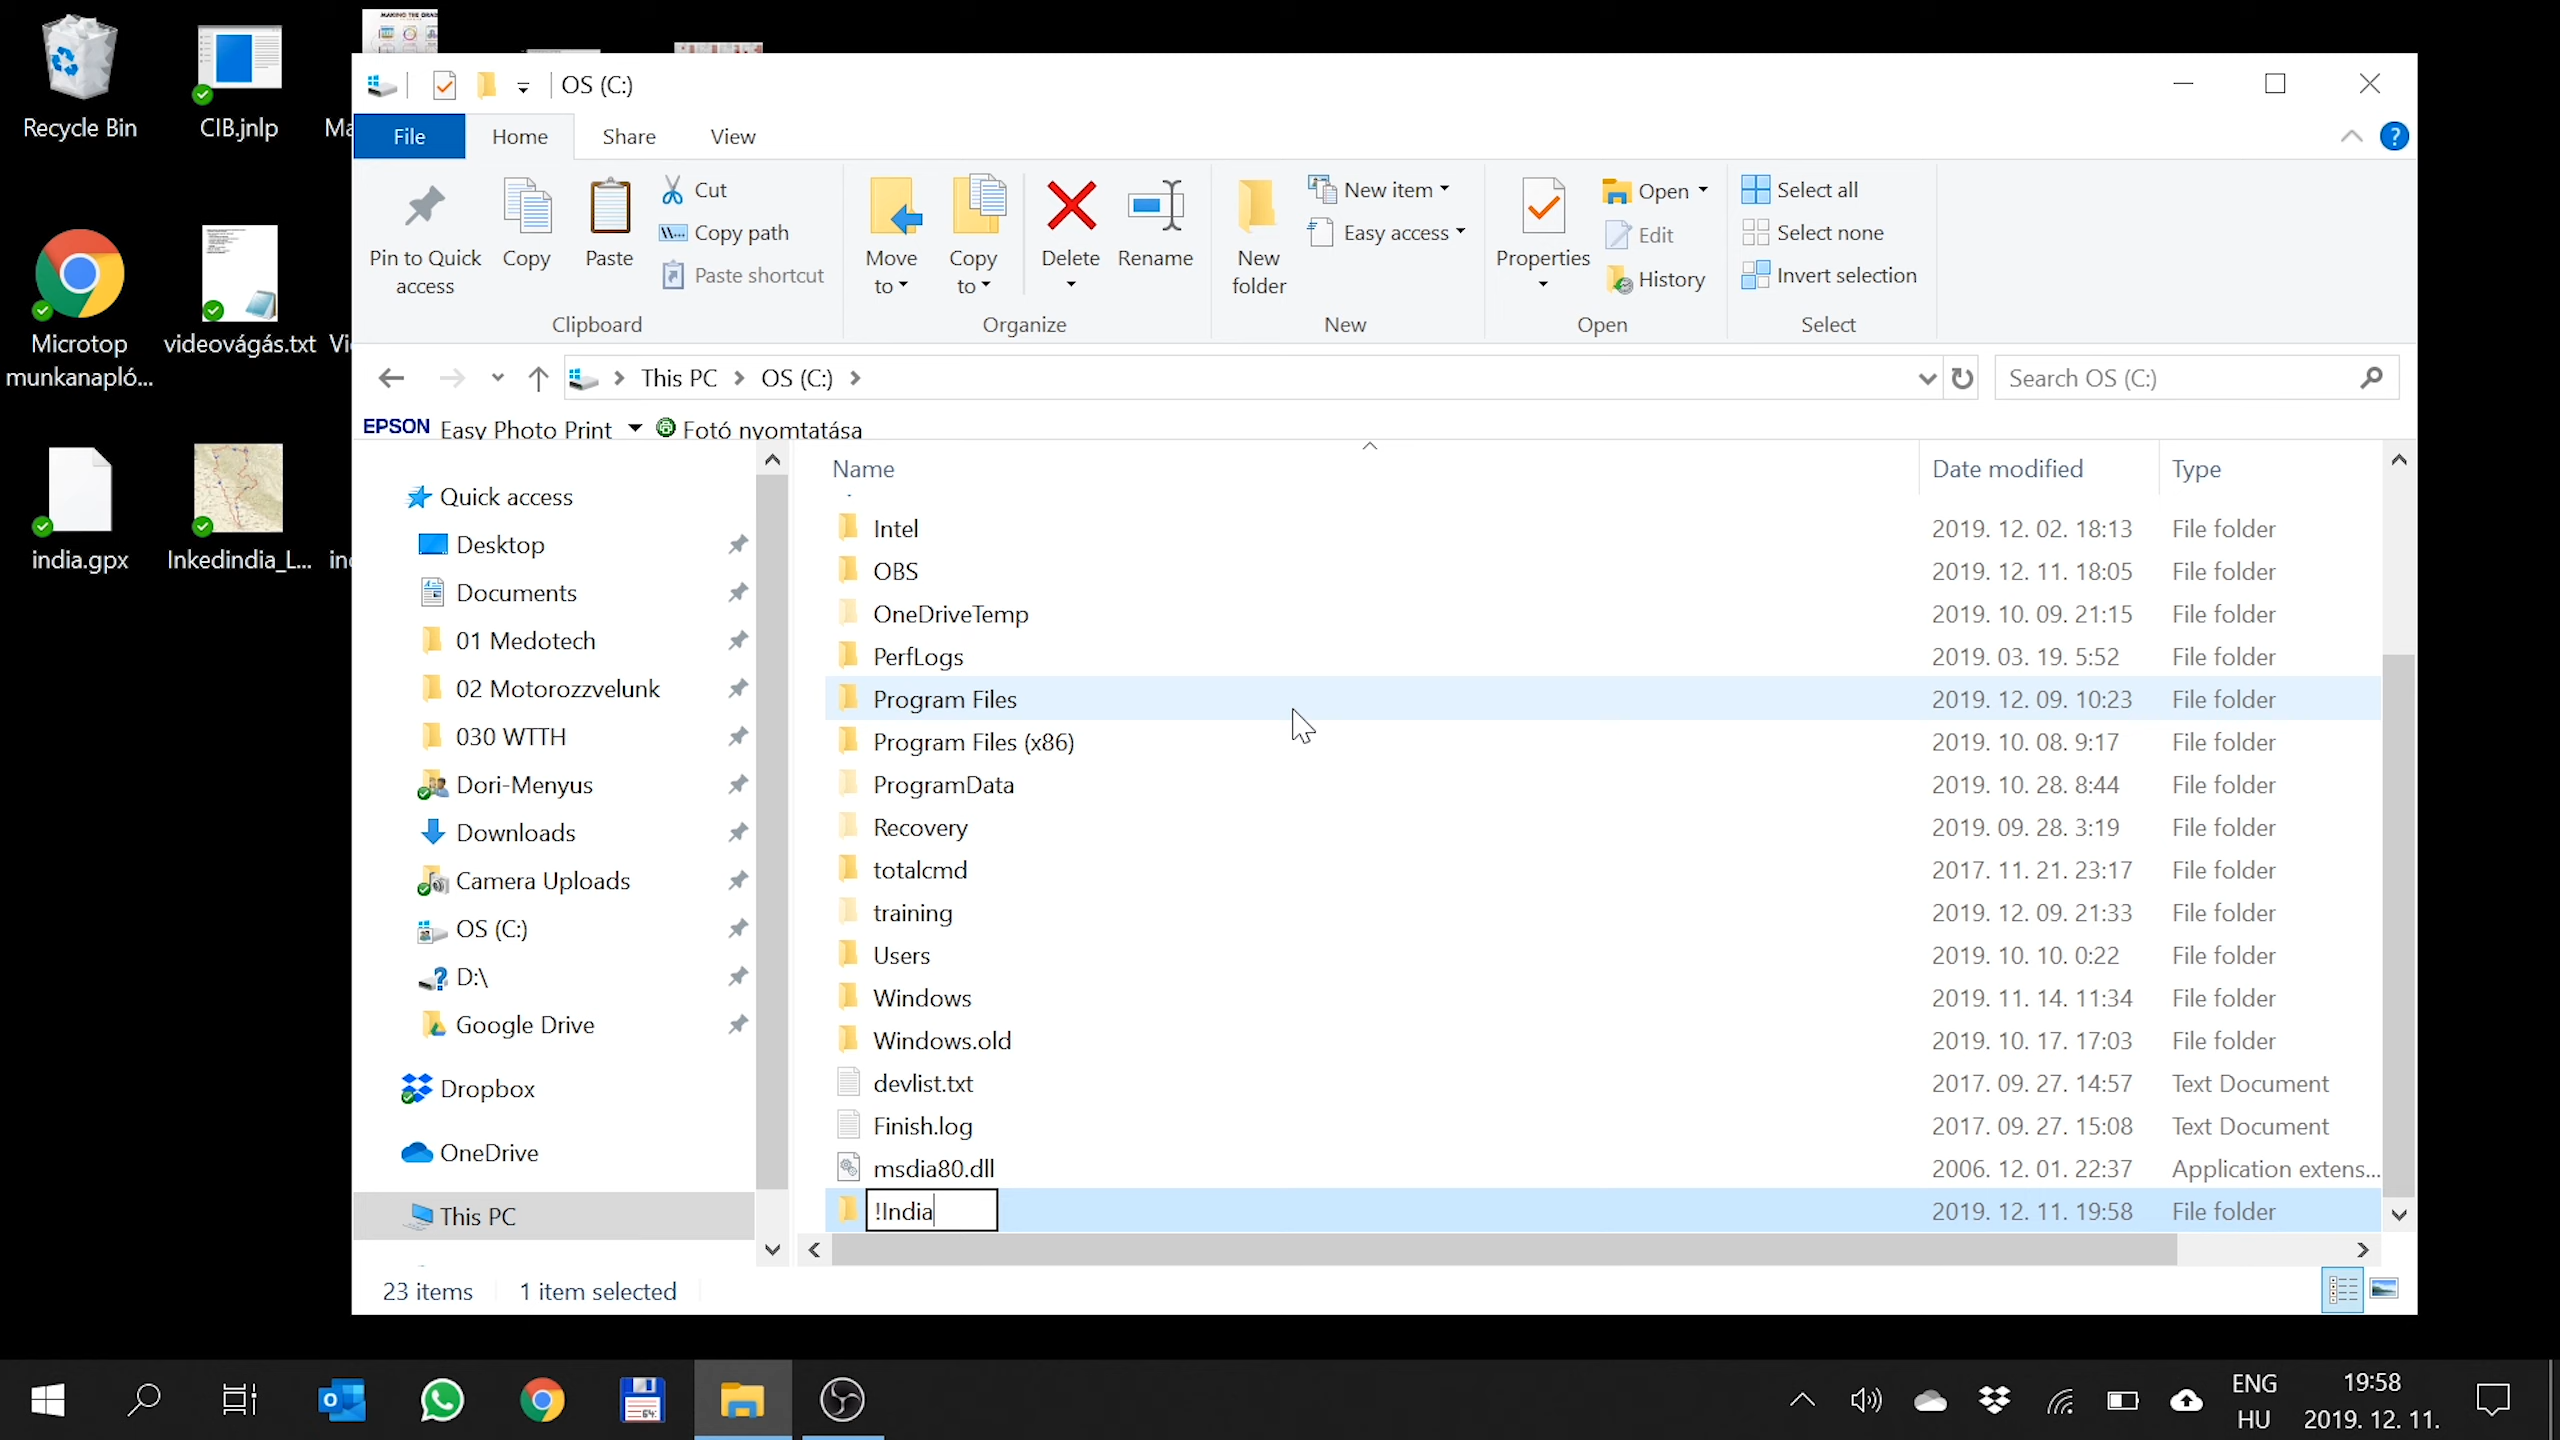 MAKING THE GRAD
Recycle Bin
CIB.jnlp
Ma
Microtop
munkanapló...
videovágás.txt
Vi
india.gpx
Inkedindia_L...
OS (C:)
File
Home
Share
View
Pin to Quick
access
Copy
Paste
Cut
Copy path
Paste shortcut
Clipboard
Move
to
Copy
to
Delete
Rename
Organize
New
folder
New item
Easy access
New
Properties
Open
Edit
History
Open
Select all
Select none
Invert selection
Select
This PC
OS (C:)
Search OS (C:)
EPSON Easy Photo Print Fotó nyomtatása
Quick access
Desktop
Documents
01 Medotech
02 Motorozzvelunk
030 WTTH
Dori-Menyus
Downloads
Camera Uploads
OS (C:)
D:\
Google Drive
Dropbox
OneDrive
This PC
Name Date modified Type
Intel 2019. 12. 02. 18:13 File folder
OBS 2019. 12. 11. 18:05 File folder
OneDriveTemp 2019. 10. 09. 21:15 File folder
PerfLogs 2019. 03. 19. 5:52 File folder
Program Files 2019. 12. 09. 10:23 File folder
Program Files (x86) 2019. 10. 08. 9:17 File folder
ProgramData 2019. 10. 28. 8:44 File folder
Recovery 2019. 09. 28. 3:19 File folder
totalcmd 2017. 11. 21. 23:17 File folder
training 2019. 12. 09. 21:33 File folder
Users 2019. 10. 10. 0:22 File folder
Windows 2019. 11. 14. 11:34 File folder
Windows.old 2019. 10. 17. 17:03 File folder
devlist.txt 2017. 09. 27. 14:57 Text Document
Finish.log 2017. 09. 27. 15:08 Text Document
msdia80.dll 2006. 12. 01. 22:37 Application extens...
!India 2019. 12. 11. 19:58 File folder
23 items
1 item selected
ENG
HU
19:58
2019. 12. 11.